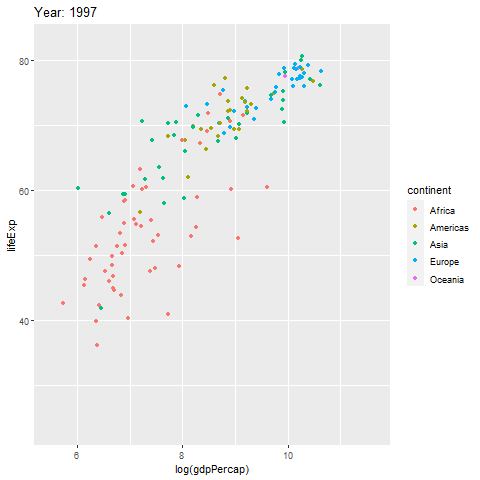 Year: 1997
80
60
40
lifeExp
6
8
10
log(gdpPercap)
continent
Africa
Americas
Asia
Europe
Oceania